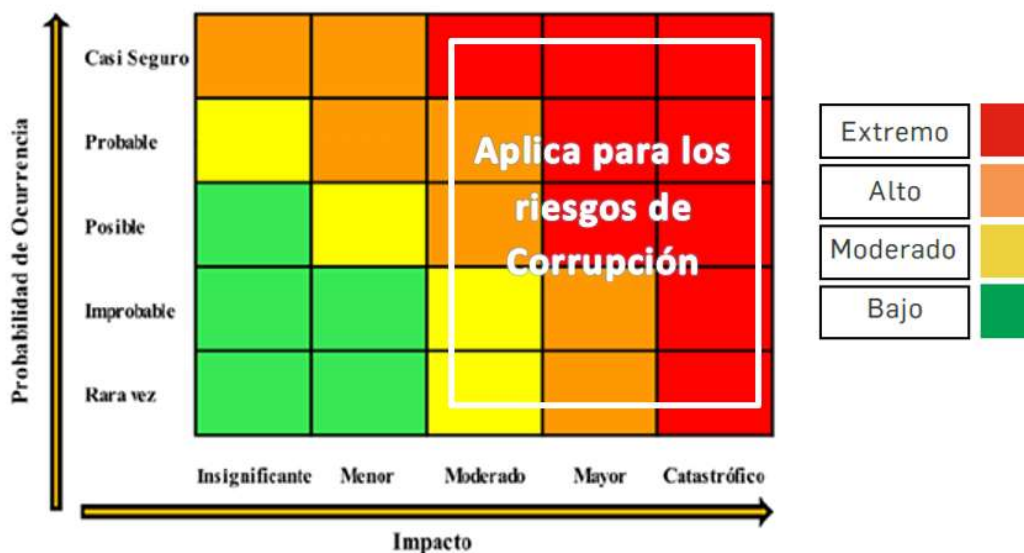 Probabilidad de Ocurrencia
Casi Seguro
Probable
Posible
Improbable
Rara vez
Aplica para los
riesgos de
Corrupción
Insignificante
Menor
Moderado
Mayor
Catastrófico
Impacto
Extremo
Alto
Moderado
Bajo